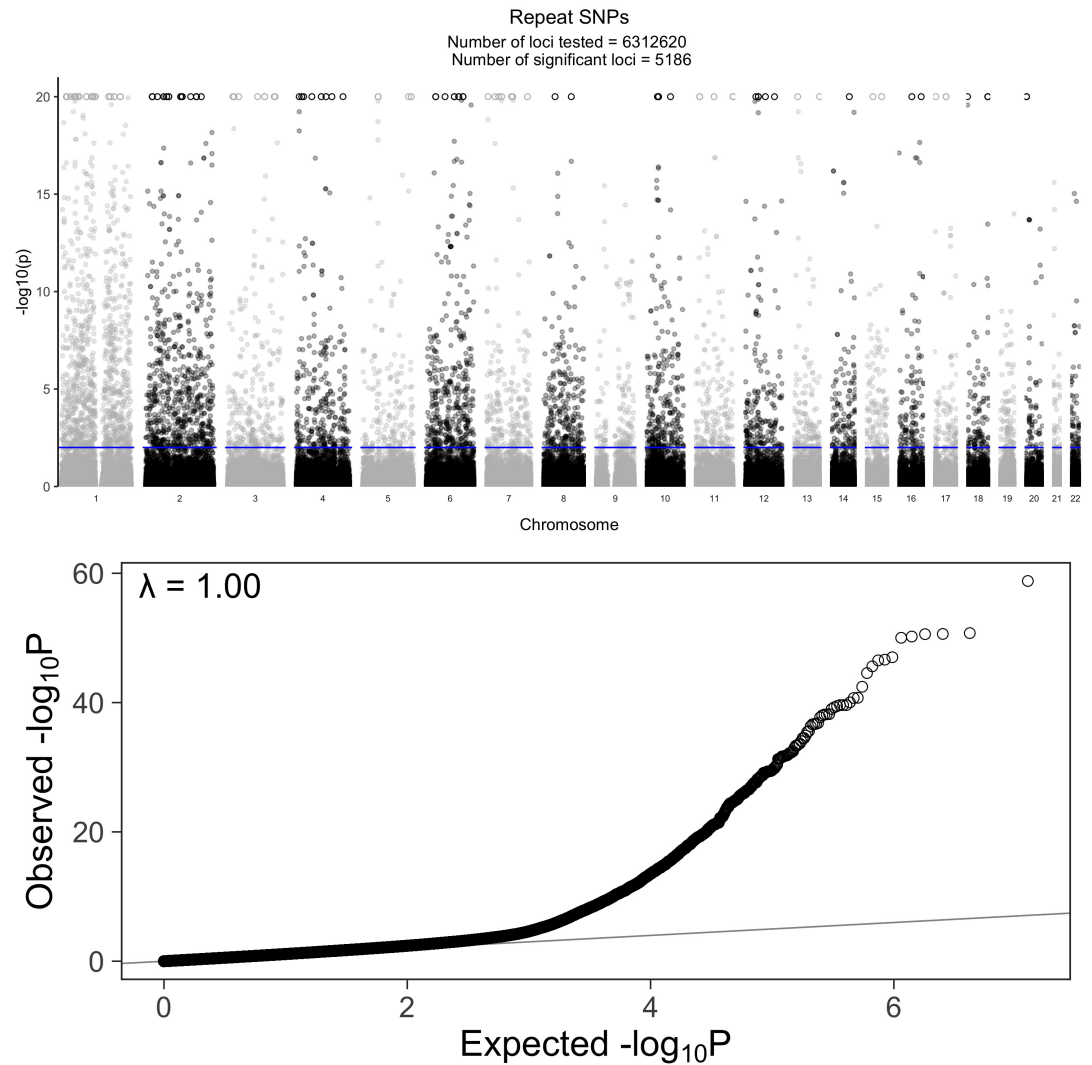 Repeat SNPs
Number of loci tested = 6312620
Number of significant loci = 5186
20
15
10
5
0
-log10(p)
1 2 3 4 5 6 7 8 9 10 11 12 13 14 15 16 17 18 19 20 21 22
Chromosome
λ = 1.00
60
40
20
0
Observed -log10P
0 2 4 6
Expected -log10P